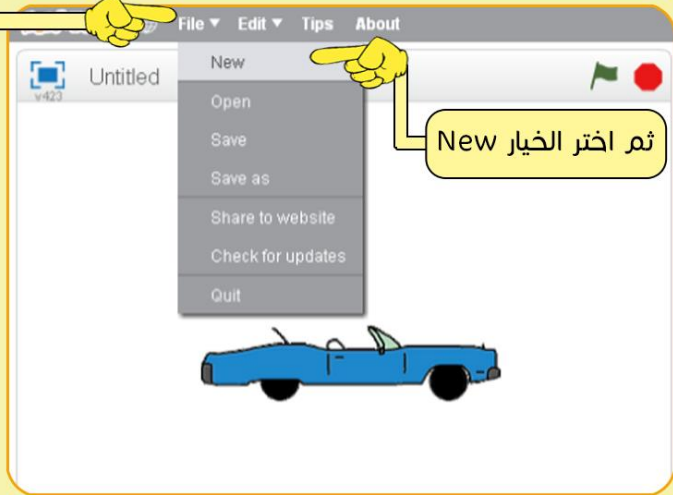 File ▼ Edit ▼ Tips About
v423
Untitled
New
Open
Save
Save as
Share to website
Check for updates
Quit
ثم اختر الخيار New